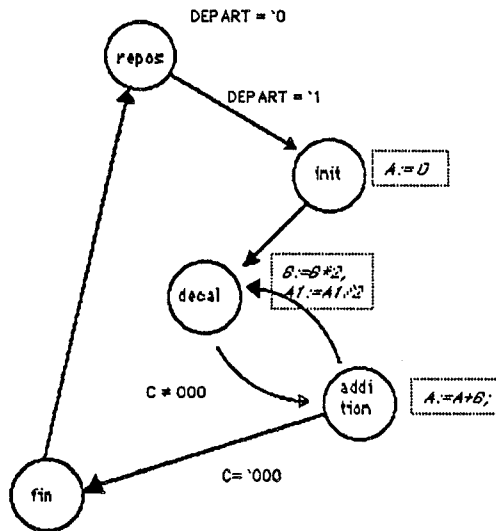 DEPART = `0
repos
DEPART = `1
init
A:= 0
decal
B:=B*2,
A1:=A1*2
C ≠ 000
addi
tion
A:=A+B;
C= `000
fin